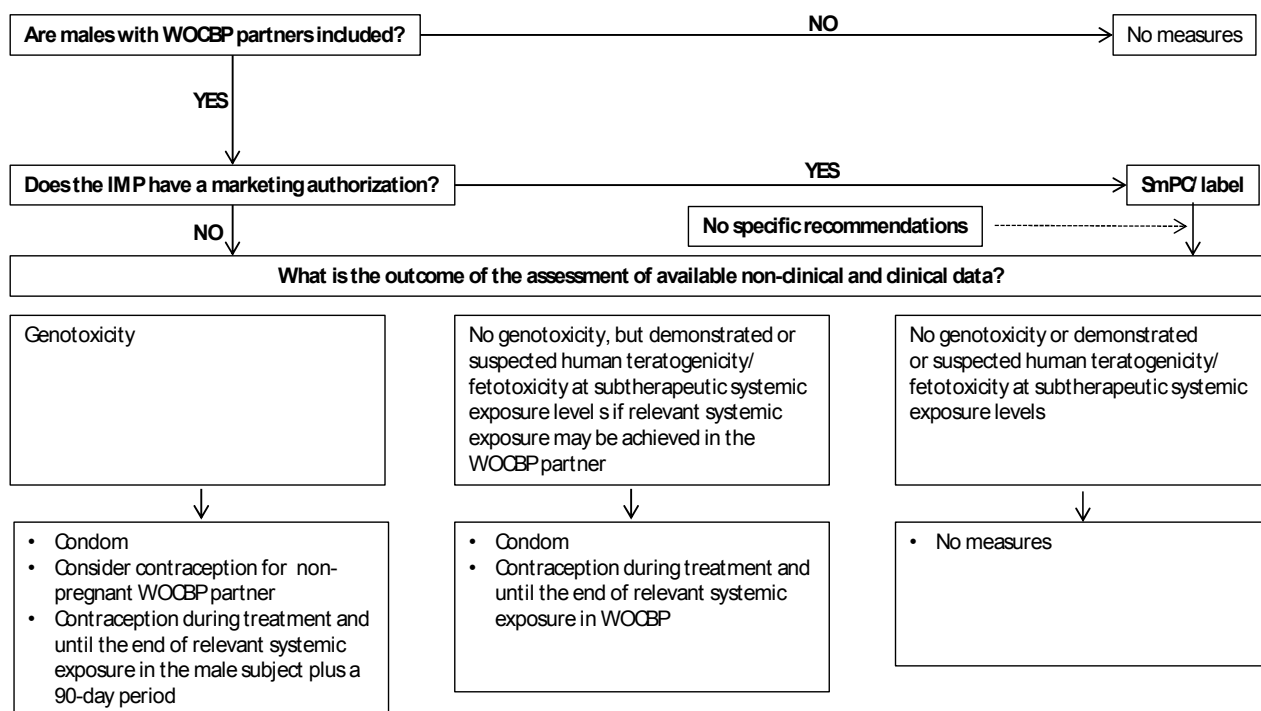 Are males with WOCBP partners included?
NO
No measures
YES
Does the IMP have a marketing authorization?
YES
SmPC/ label
NO
No specific recommendations
What is the outcome of the assessment of available non-clinical and clinical data?
Genotoxicity
No genotoxicity, but demonstrated or
suspected human teratogenicity/
fetotoxicity at subtherapeutic systemic
exposure level s if relevant systemic
exposure may be achieved in the
WOCBP partner
No genotoxicity or demonstrated
or suspected human teratogenicity/
fetotoxicity at subtherapeutic systemic
exposure levels
• Condom
• Consider contraception for non-
pregnant WOCBP partner
• Contraception during treatment and
until the end of relevant systemic
exposure in the male subject plus a
90-day period
• Condom
• Contraception during treatment and
until the end of relevant systemic
exposure in WOCBP
• No measures